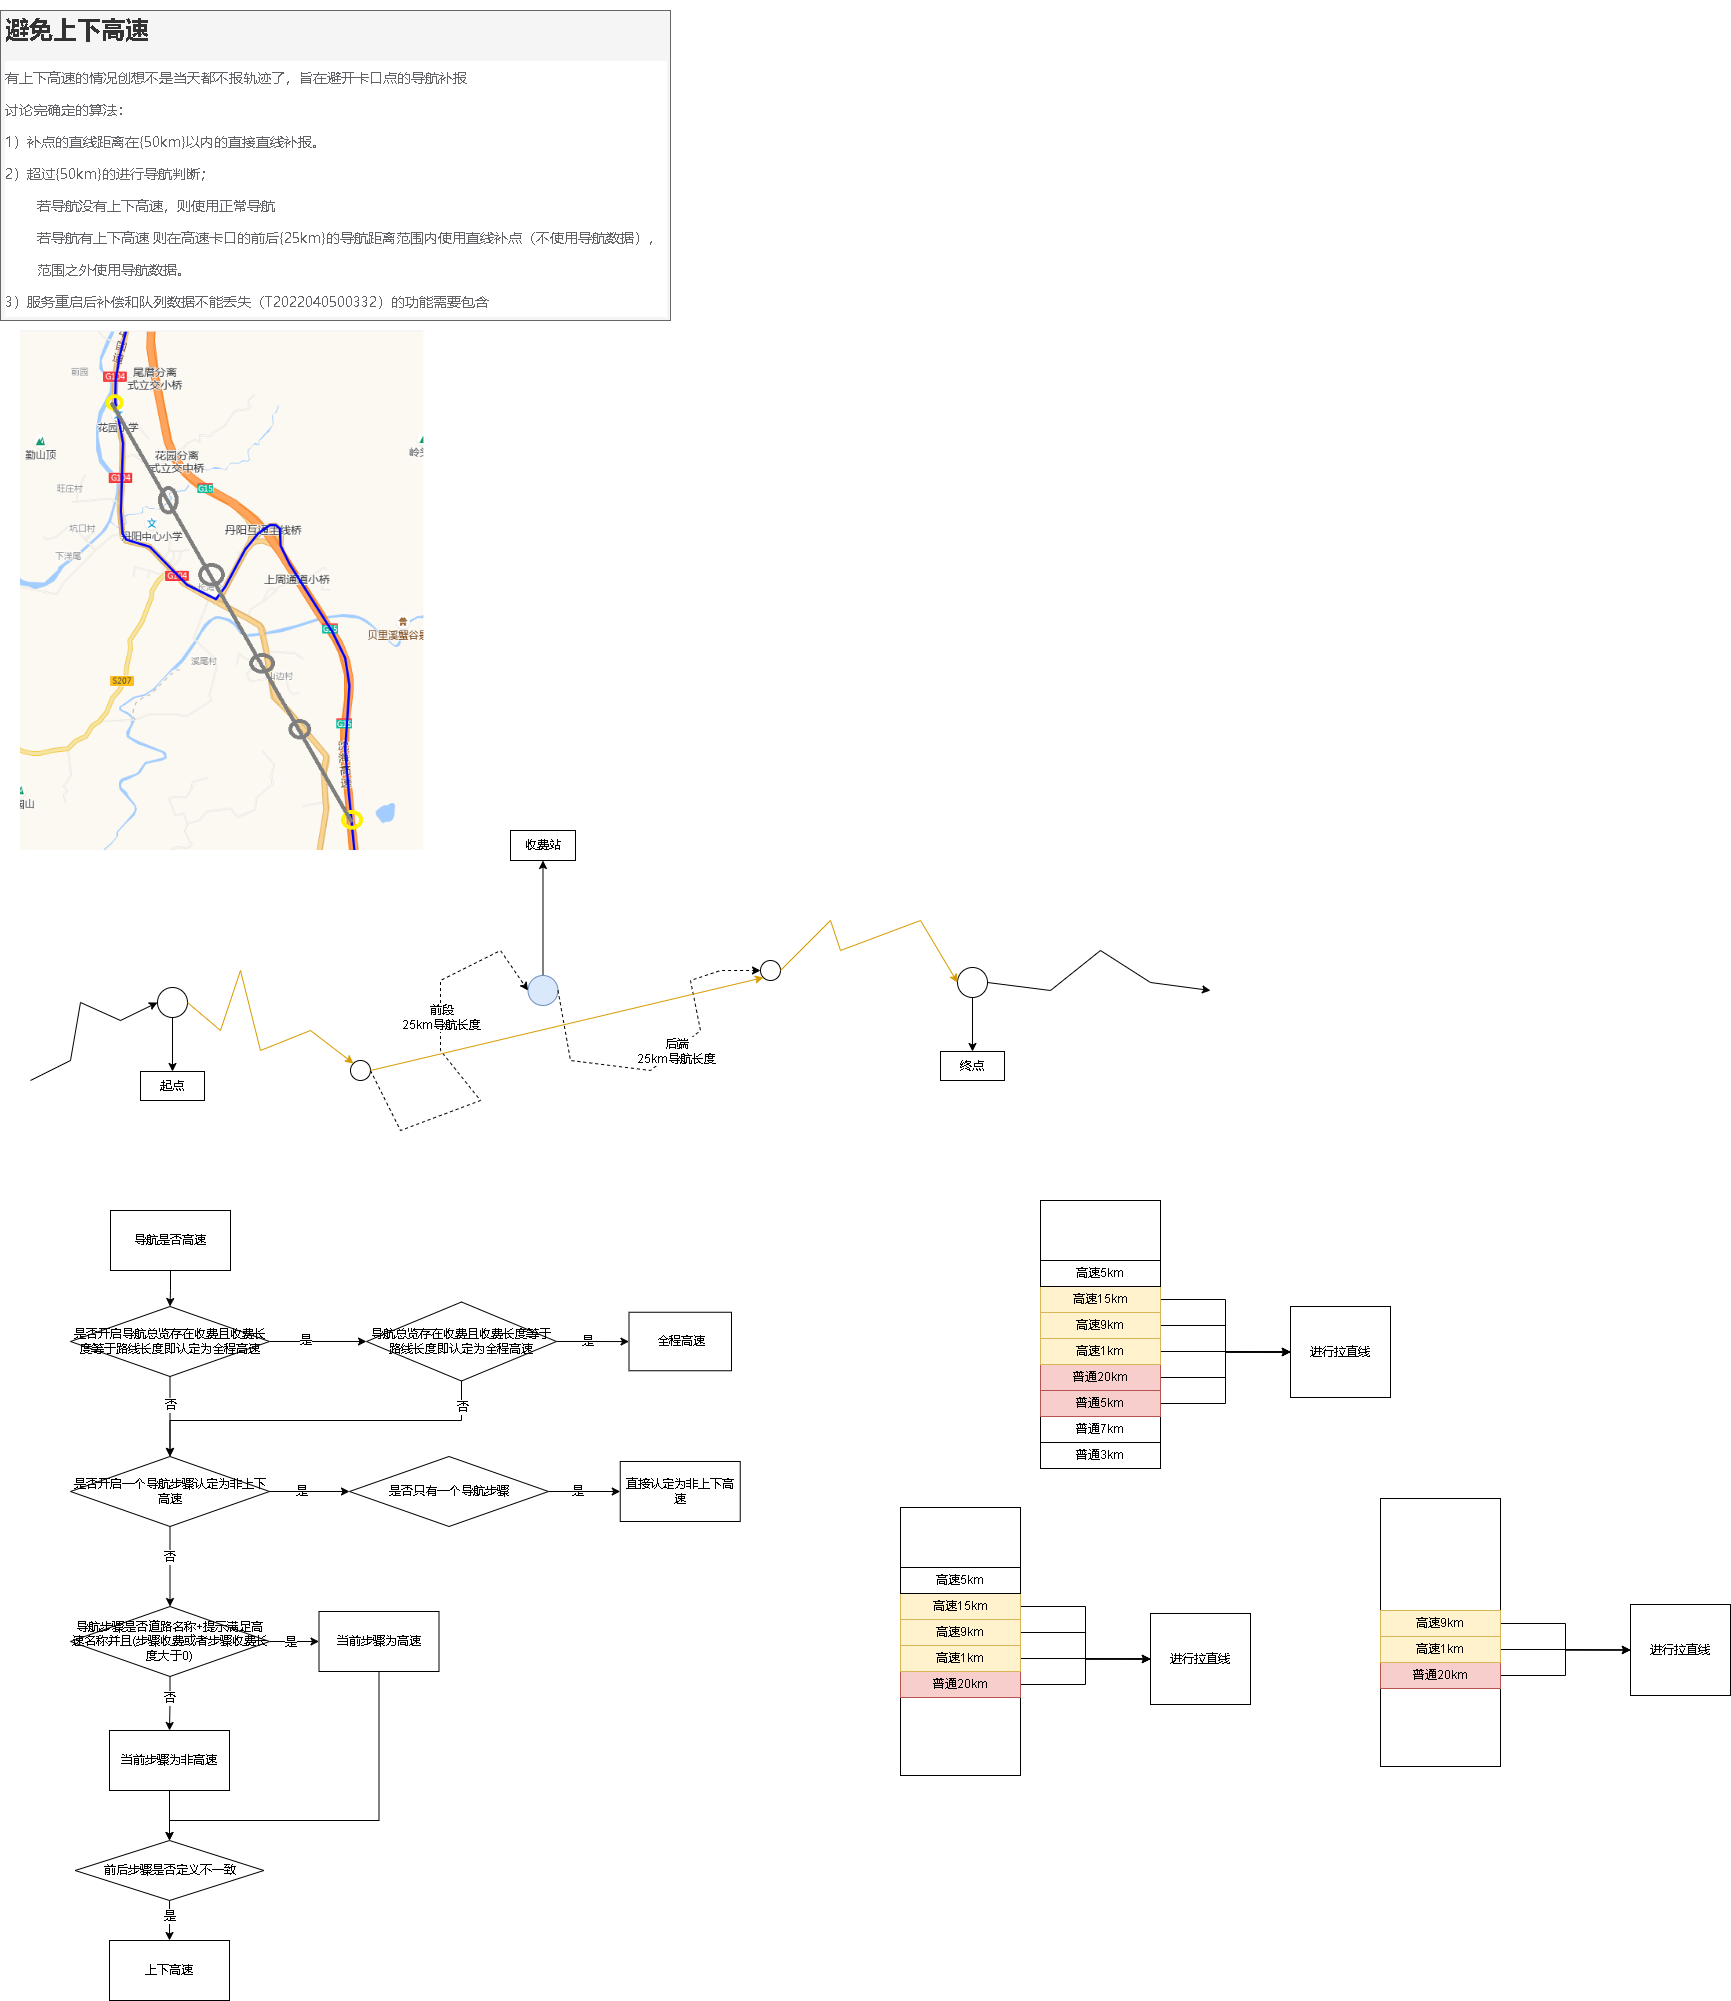 避免上下高速
有上下高速的情况创想不是当天都不报轨迹了，旨在避开卡口点的导航补报
讨论完确定的算法：
1）补点的直线距离在{50km}以内的直接直线补报。
2）超过{50km}的进行导航判断；
若导航没有上下高速，则使用正常导航
若导航有上下高速 则在高速卡口的前后{25km}的导航距离范围内使用直线补点（不使用导航数据），
范围之外使用导航数据。
3）服务重启后补偿和队列数据不能丢失（T2022040500332）的功能需要包含
前园
G104
尾厝分离
式立交小桥
花园小学
勤山顶
花园分离
式立交中桥
岭头
G104
旺庄村
G15
坑口村
丹阳中心小学
丹阳互通主线桥
下洋尾
G104
上周通道小桥
G15
贝里溪蟹谷景
溪尾村
山边村
S207
G15
沈海高速
收费站
前段
25km导航长度
后端
25km导航长度
起点
终点
导航是否高速
是否开启导航总览存在收费且收费长
度等于路线长度即认定为全程高速
是
导航总览存在收费且收费长度等于
路线长度即认定为全程高速
是
全程高速
否
否
是否开启一个导航步骤认定为非上下
高速
是
是否只有一个导航步骤
是
直接认定为非上下高
速
否
导航步骤是否道路名称+提示满足高
速名称并且(步骤收费或者步骤收费长
度大于0)
是
当前步骤为高速
否
当前步骤为非高速
前后步骤是否定义不一致
是
上下高速
高速5km
高速15km
高速9km
高速1km
普通20km
普通5km
普通7km
普通3km
进行拉直线
高速5km
高速15km
高速9km
高速1km
普通20km
进行拉直线
高速9km
高速1km
普通20km
进行拉直线